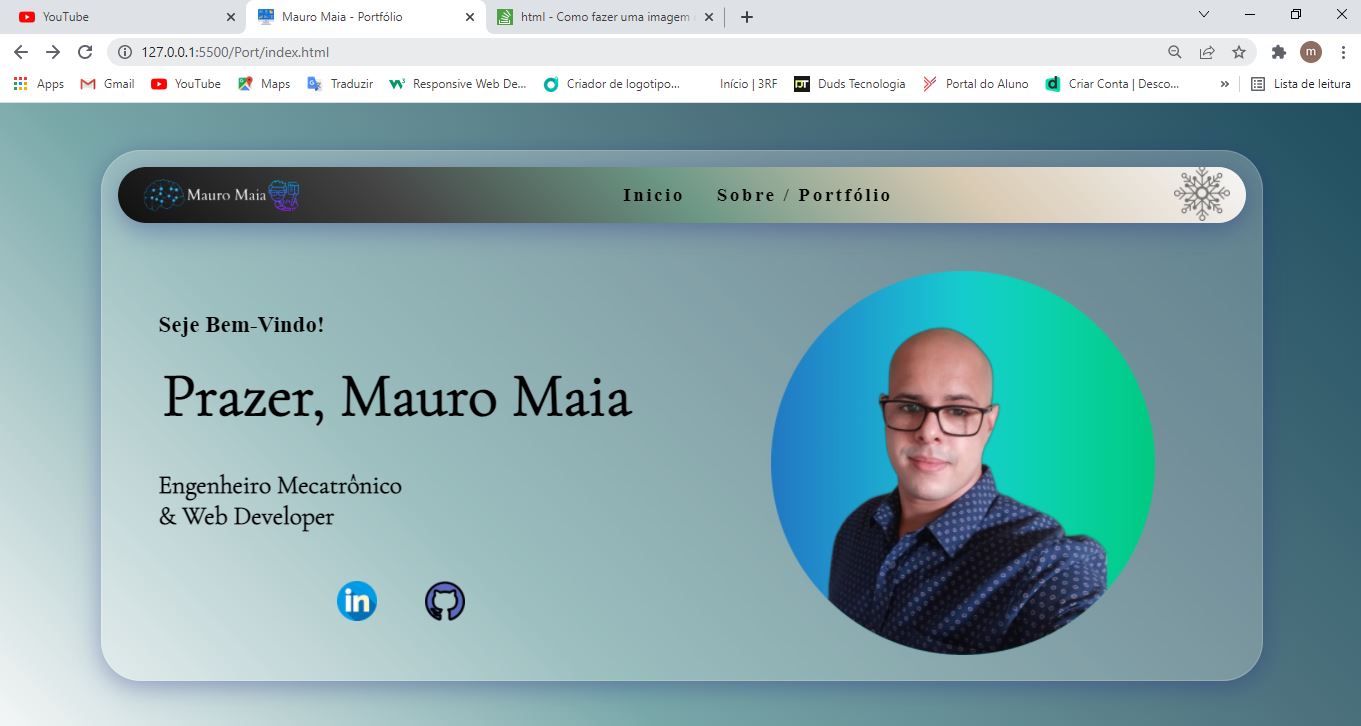 YouTube
Mauro Maia - Portfólio
html - Como fazer uma imagem
127.0.0.1:5500/Port/index.html
m
Apps
Gmail
YouTube
Maps
Traduzir
Responsive Web De...
Criador de logotipo...
Início | 3RF
Duds Tecnologia
Portal do Aluno
Criar Conta | Desco...
»
Lista de leitura
Mauro Maia
Inicio
Sobre / Portfólio
Seje Bem-Vindo!
Prazer, Mauro Maia
Engenheiro Mecatrônico
& Web Developer
in